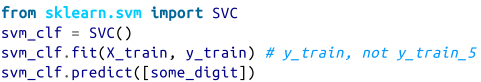 from sklearn.svm import SVC
svm_clf = SVC()
svm_clf.fit(X_train, y_train) # y_train, not y_train_5
svm_clf.predict([some_digit])